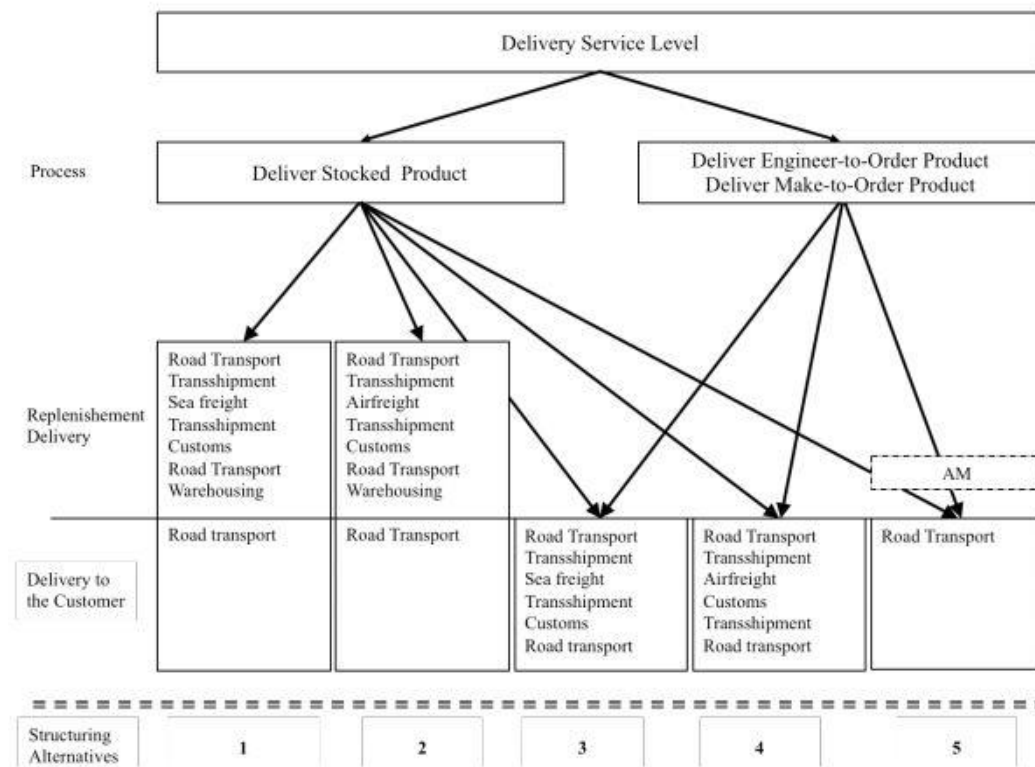 Delivery Service Level
Process
Deliver Stocked Product
Deliver Engineer-to-Order Product
Deliver Make-to-Order Product
Replenishement
Delivery
Road Transport
Transshipment
Sea freight
Transshipment
Customs
Road Transport
Warehousing
Road Transport
Transshipment
Airfreight
Transshipment
Customs
Road Transport
Warehousing
AM
Delivery to
the Customer
Road transport
Road Transport
Road Transport
Transshipment
Sea freight
Transshipment
Customs
Road transport
Road Transport
Transshipment
Airfreight
Customs
Transshipment
Road transport
Road Transport
Structuring
Alternatives
1
2
3
4
5